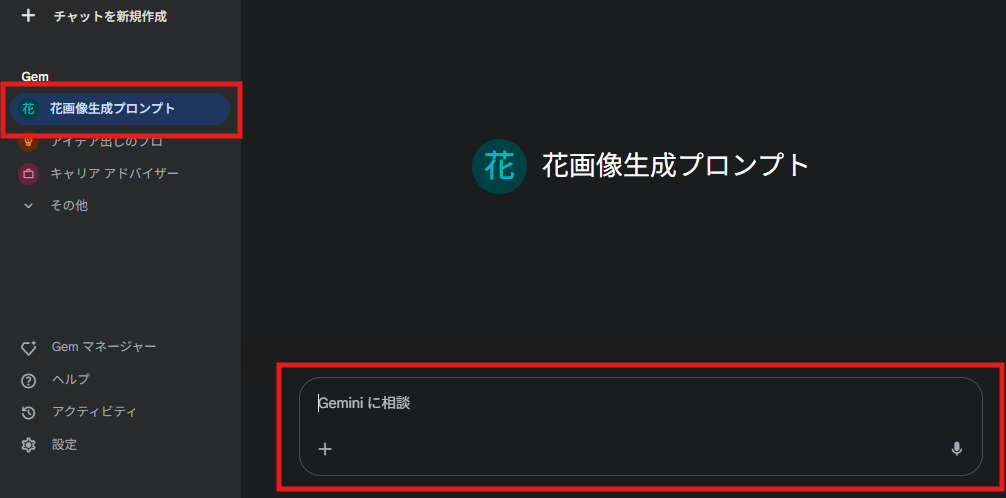 チャットを新規作成
Gem
花 花画像生成プロンプト
アイデア出しのプロ
キャリア アドバイザー
その他
花 花画像生成プロンプト
Gem マネージャー
ヘルプ
アクティビティ
設定
Gemini に相談